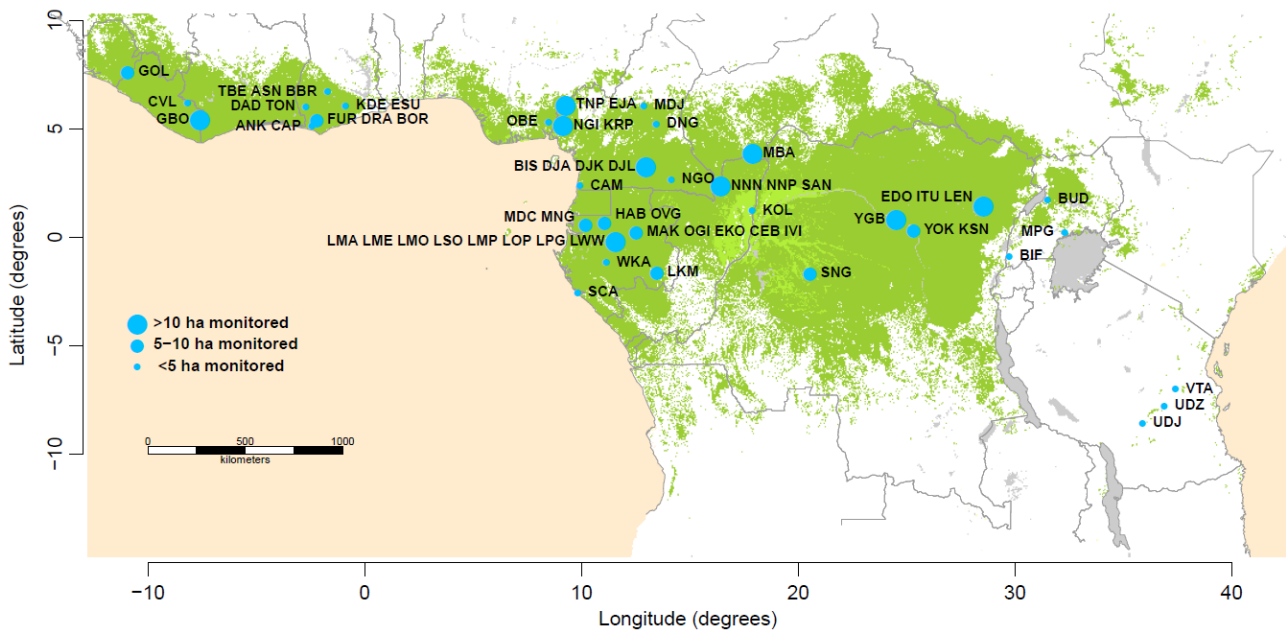 10
GOL
TBE ASN BBR
CVL
DAD TON
KDE ESU
GBO
FUR DRA BOR
ANK CAP
TNP EJA
MDJ
OBE
NGI KRP
DNG
5
MBA
BIS DJA DJK DJL
NGO
CAM
NNN NNP SAN
EDO ITU LEN
BUD
MDC MNG
HAB OVG
KOL
YGB
YOK KSN
MPG
LMA LME LMO LSO LMP LOP LPG LWW
MAK OGI EKO CEB IVI
0
BIF
WKA
LKM
SNG
SCA
Latitude (degrees)
>10 ha monitored
5−10 ha monitored
<5 ha monitored
−5
VTA
UDZ
UDJ
0 500 1000
kilometers
−10
−10 0 10 20 30 40
Longitude (degrees)